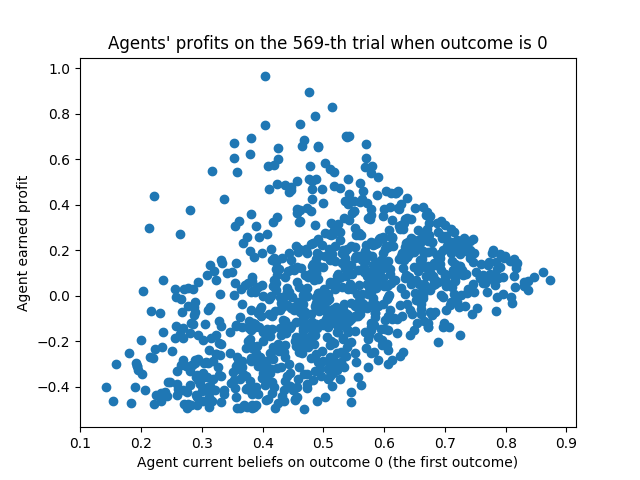 Agents' profits on the 569-th trial when outcome is 0
Agent earned profit
1.0
0.8
0.6
0.4
0.2
0.0
−0.2
−0.4
0.1 0.2 0.3 0.4 0.5 0.6 0.7 0.8 0.9
Agent current beliefs on outcome 0 (the first outcome)